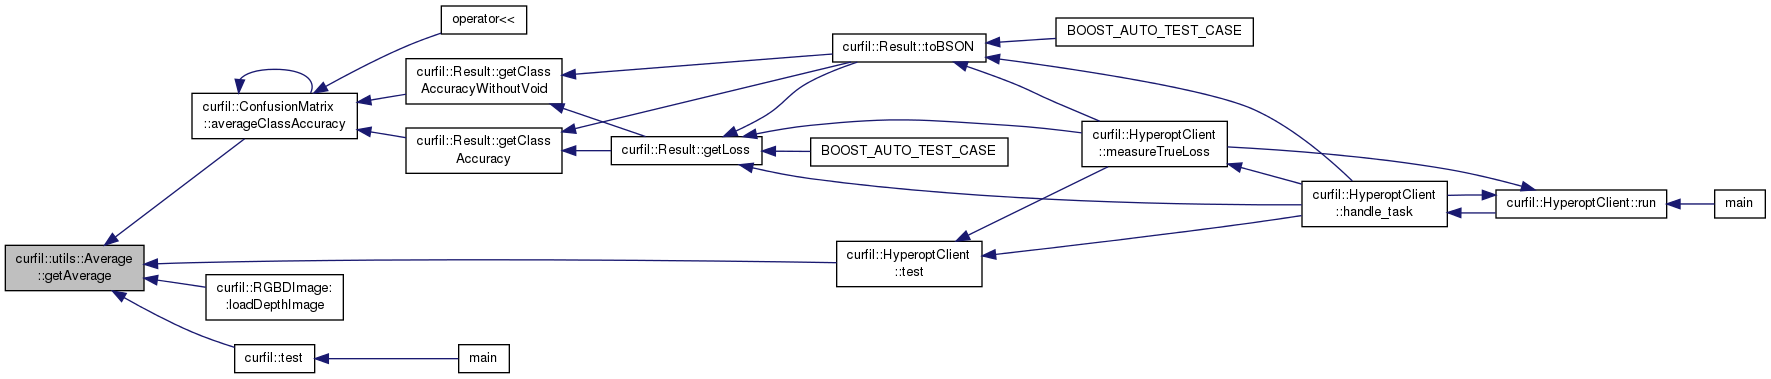 operator<<
curfil::Result::toBSON
BOOST_AUTO_TEST_CASE
curfil::Result::getClass
AccuracyWithoutVoid
curfil::ConfusionMatrix
::averageClassAccuracy
curfil::Result::getClass
Accuracy
curfil::Result::getLoss
BOOST_AUTO_TEST_CASE
curfil::HyperoptClient
::measureTrueLoss
curfil::HyperoptClient
::handle_task
curfil::HyperoptClient::run
main
curfil::utils::Average
::getAverage
curfil::HyperoptClient
::test
curfil::RGBDImage:
:loadDepthImage
curfil::test
main